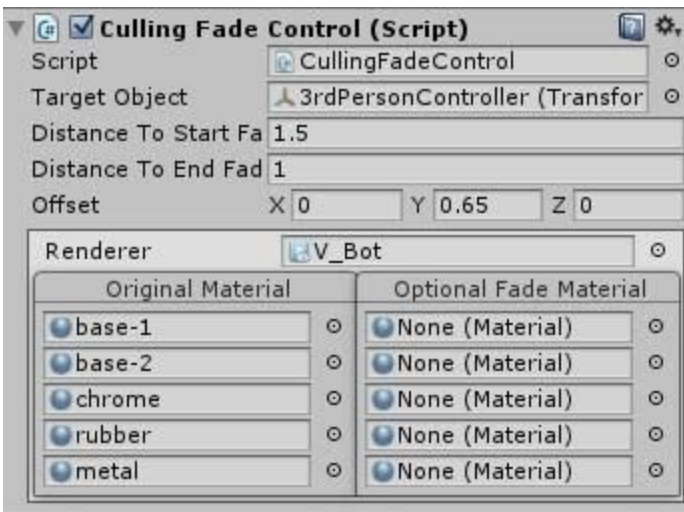 Culling Fade Control (Script)
Script CullingFadeControl
Target Object 3rdPersonController (Transfor
Distance To Start Fa 1.5
Distance To End Fad 1
Offset X 0 Y 0.65 Z 0
Renderer V_Bot
Original Material Optional Fade Material
base-1 None (Material)
base-2 None (Material)
chrome None (Material)
rubber None (Material)
metal None (Material)